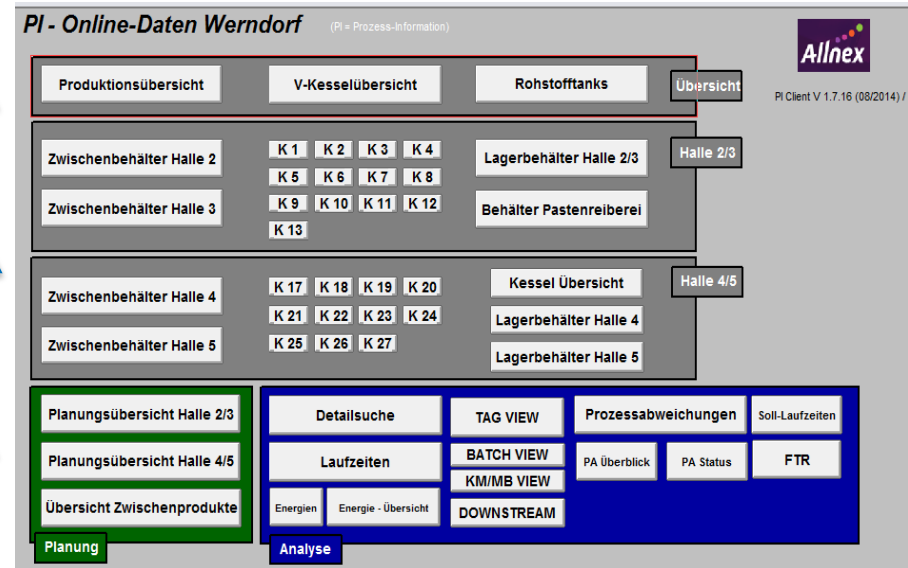 PI - Online-Daten Werndorf
(PI = Prozess-Information)
Allnex
PI Client V 1.7.16 (08/2014) /
Produktionsübersicht
V-Kesselübersicht
Rohstofftanks
Übersicht
Zwischenbehälter Halle 2
K 1 K 2 K 3 K 4
Lagerbehälter Halle 2/3
Halle 2/3
K 5 K 6 K 7 K 8
Zwischenbehälter Halle 3
K 9 K 10 K 11 K 12
Behälter Pastenreiberei
K 13
Zwischenbehälter Halle 4
K 17 K 18 K 19 K 20
Kessel Übersicht
Halle 4/5
K 21 K 22 K 23 K 24
Lagerbehälter Halle 4
Zwischenbehälter Halle 5
K 25 K 26 K 27
Lagerbehälter Halle 5
Planungsübersicht Halle 2/3
Planungsübersicht Halle 4/5
Übersicht Zwischenprodukte
Planung
Detailsuche
TAG VIEW
Prozessabweichungen
Soll-Laufzeiten
Laufzeiten
BATCH VIEW
PA Überblick
PA Status
FTR
KM/MB VIEW
Energien
Energie - Übersicht
DOWNSTREAM
Analyse